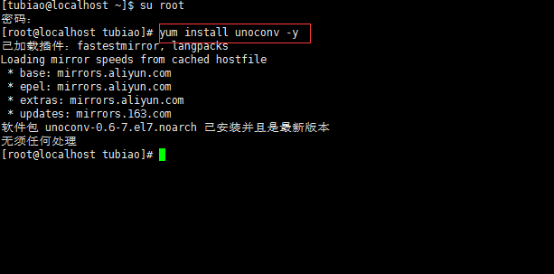 [tubiao@localhost ~]$ su root
密码：
[root@localhost tubiao]# yum install unoconv -y
已加载插件：fastestmirror, langpacks
Loading mirror speeds from cached hostfile
 * base: mirrors.aliyun.com
 * epel: mirrors.aliyun.com
 * extras: mirrors.aliyun.com
 * updates: mirrors.163.com
软件包 unoconv-0.6-7.el7.noarch 已安装并且是最新版本
无须任何处理
[root@localhost tubiao]#